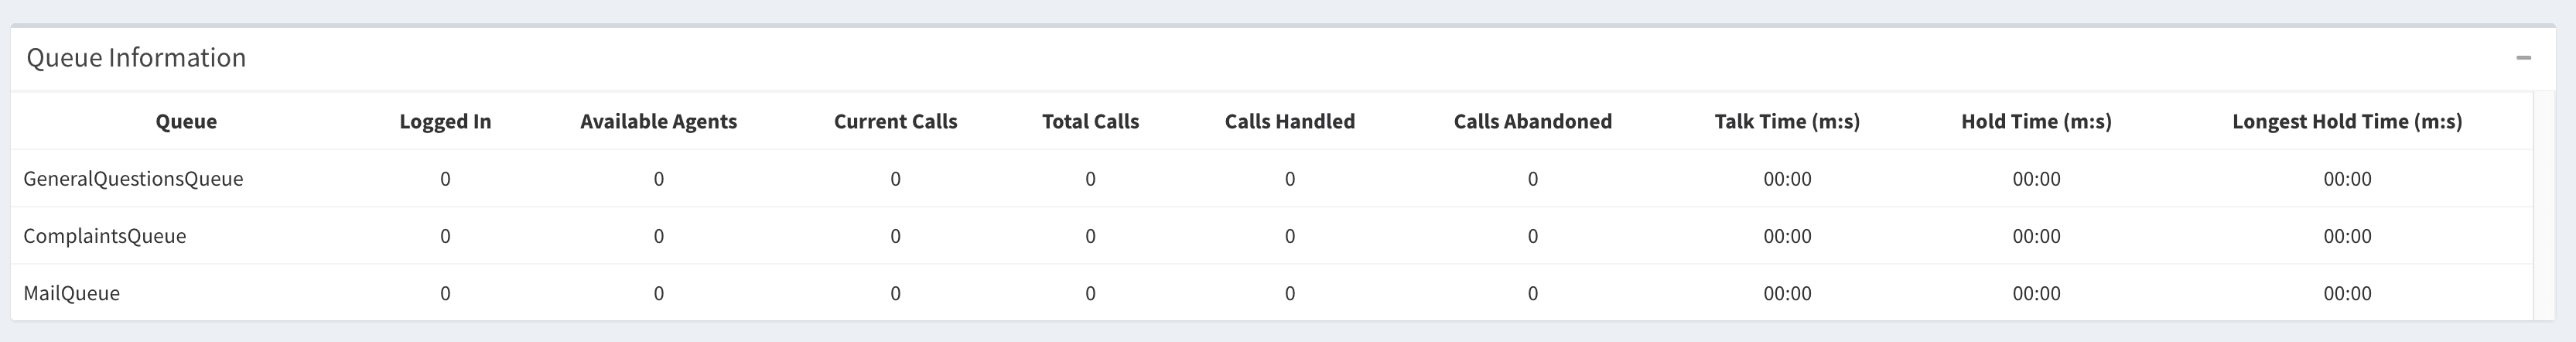 Queue Information
Queue Logged In Available Agents Current Calls Total Calls Calls Handled Calls Abandoned Talk Time (m:s) Hold Time (m:s) Longest Hold Time (m:s)
GeneralQuestionsQueue 0 0 0 0 0 0 00:00 00:00 00:00
ComplaintsQueue 0 0 0 0 0 0 00:00 00:00 00:00
MailQueue 0 0 0 0 0 0 00:00 00:00 00:00